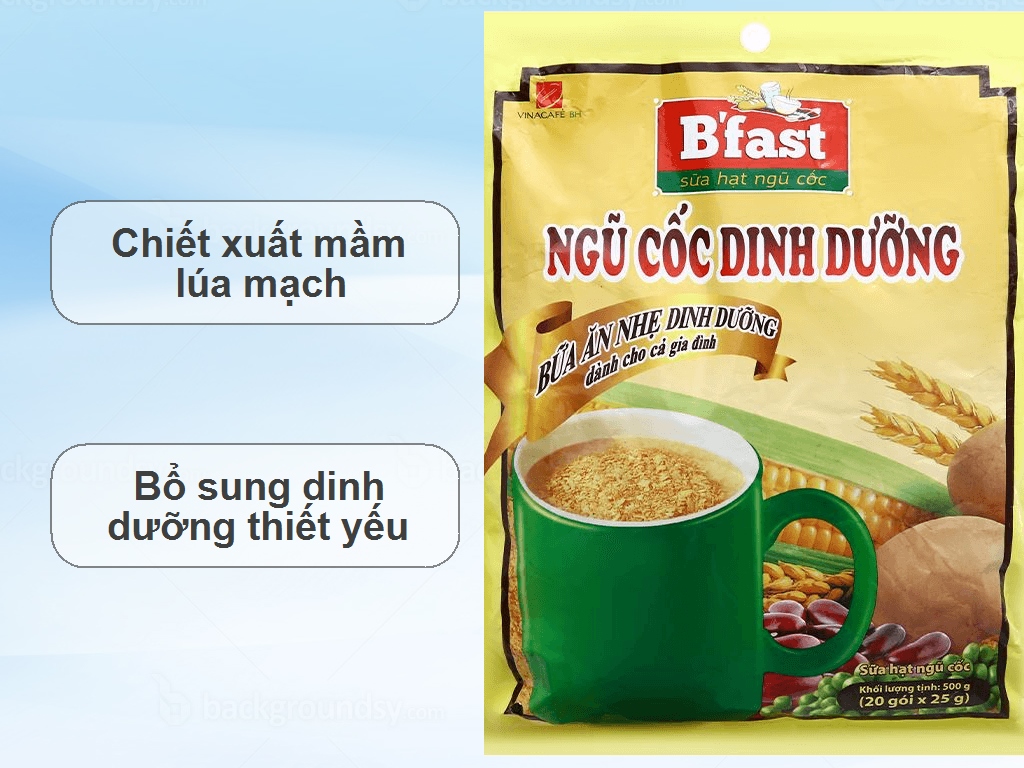 Chiết xuất mầm
lúa mạch
Bổ sung dinh
dưỡng thiết yếu
VINACAFÉ BH
B'fast
sữa hạt ngũ cốc
NGŨ CỐC DINH DƯỠNG
BỮA ĂN NHẸ DINH DƯỠNG
dành cho cả gia đình
Sữa hạt ngũ cốc
Khối lượng tịnh: 500 g
(20 gói x 25 g)
backgroundsy.com